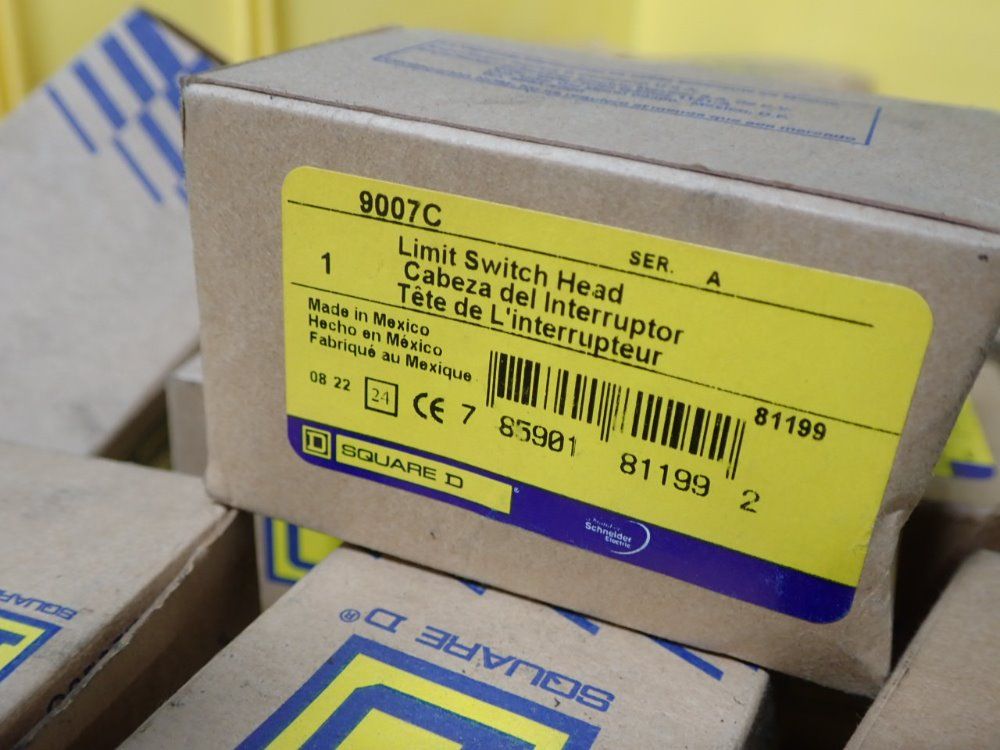 9007C
SER. A
1
Limit Switch Head
Cabeza del Interruptor
Tête de L'interrupteur
Made in Mexico
Hecho en México
Fabriqué au Mexique
08 22
24
CE
81199
7 85901 81199 2
D SQUARE D
Schneider
Electric
SQUARE D®
SQUARE